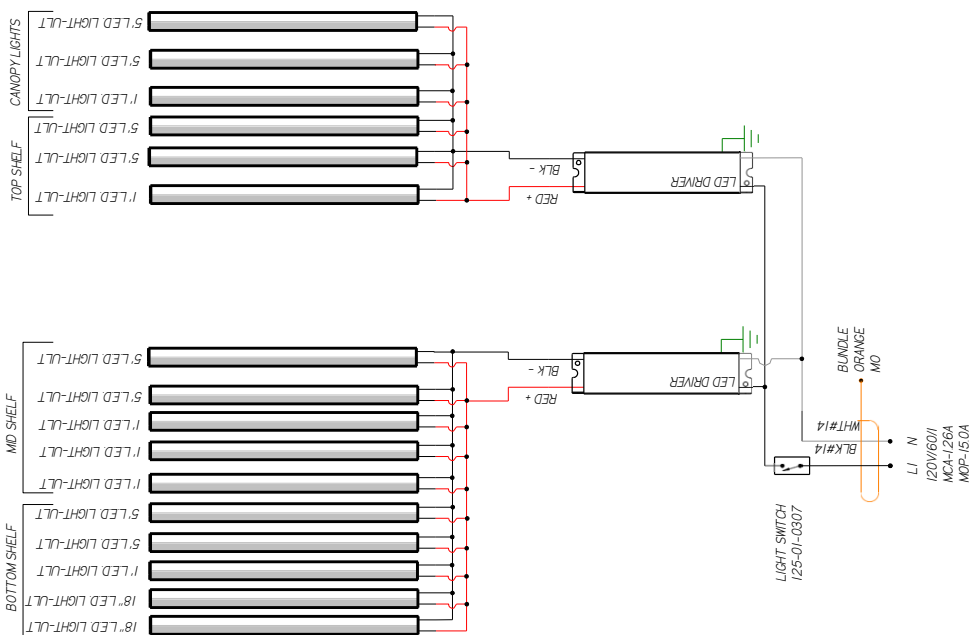 CANOPY LIGHTS
5' LED LIGHT-ULT
5' LED LIGHT-ULT
1' LED LIGHT-ULT
TOP SHELF
5' LED LIGHT-ULT
5' LED LIGHT-ULT
1' LED LIGHT-ULT
BLK -
RED +
LED DRIVER
MID SHELF
5' LED LIGHT-ULT
5' LED LIGHT-ULT
1' LED LIGHT-ULT
1' LED LIGHT-ULT
1' LED LIGHT-ULT
BOTTOM SHELF
5' LED LIGHT-ULT
5' LED LIGHT-ULT
1' LED LIGHT-ULT
18" LED LIGHT-ULT
18" LED LIGHT-ULT
BLK -
RED +
LED DRIVER
BUNDLE
ORANGE
MO
WHT#14
BLK#14
L1 N
120V/60/1
MCA-1.26A
MOP-15.0A
LIGHT SWITCH
125-01-0307